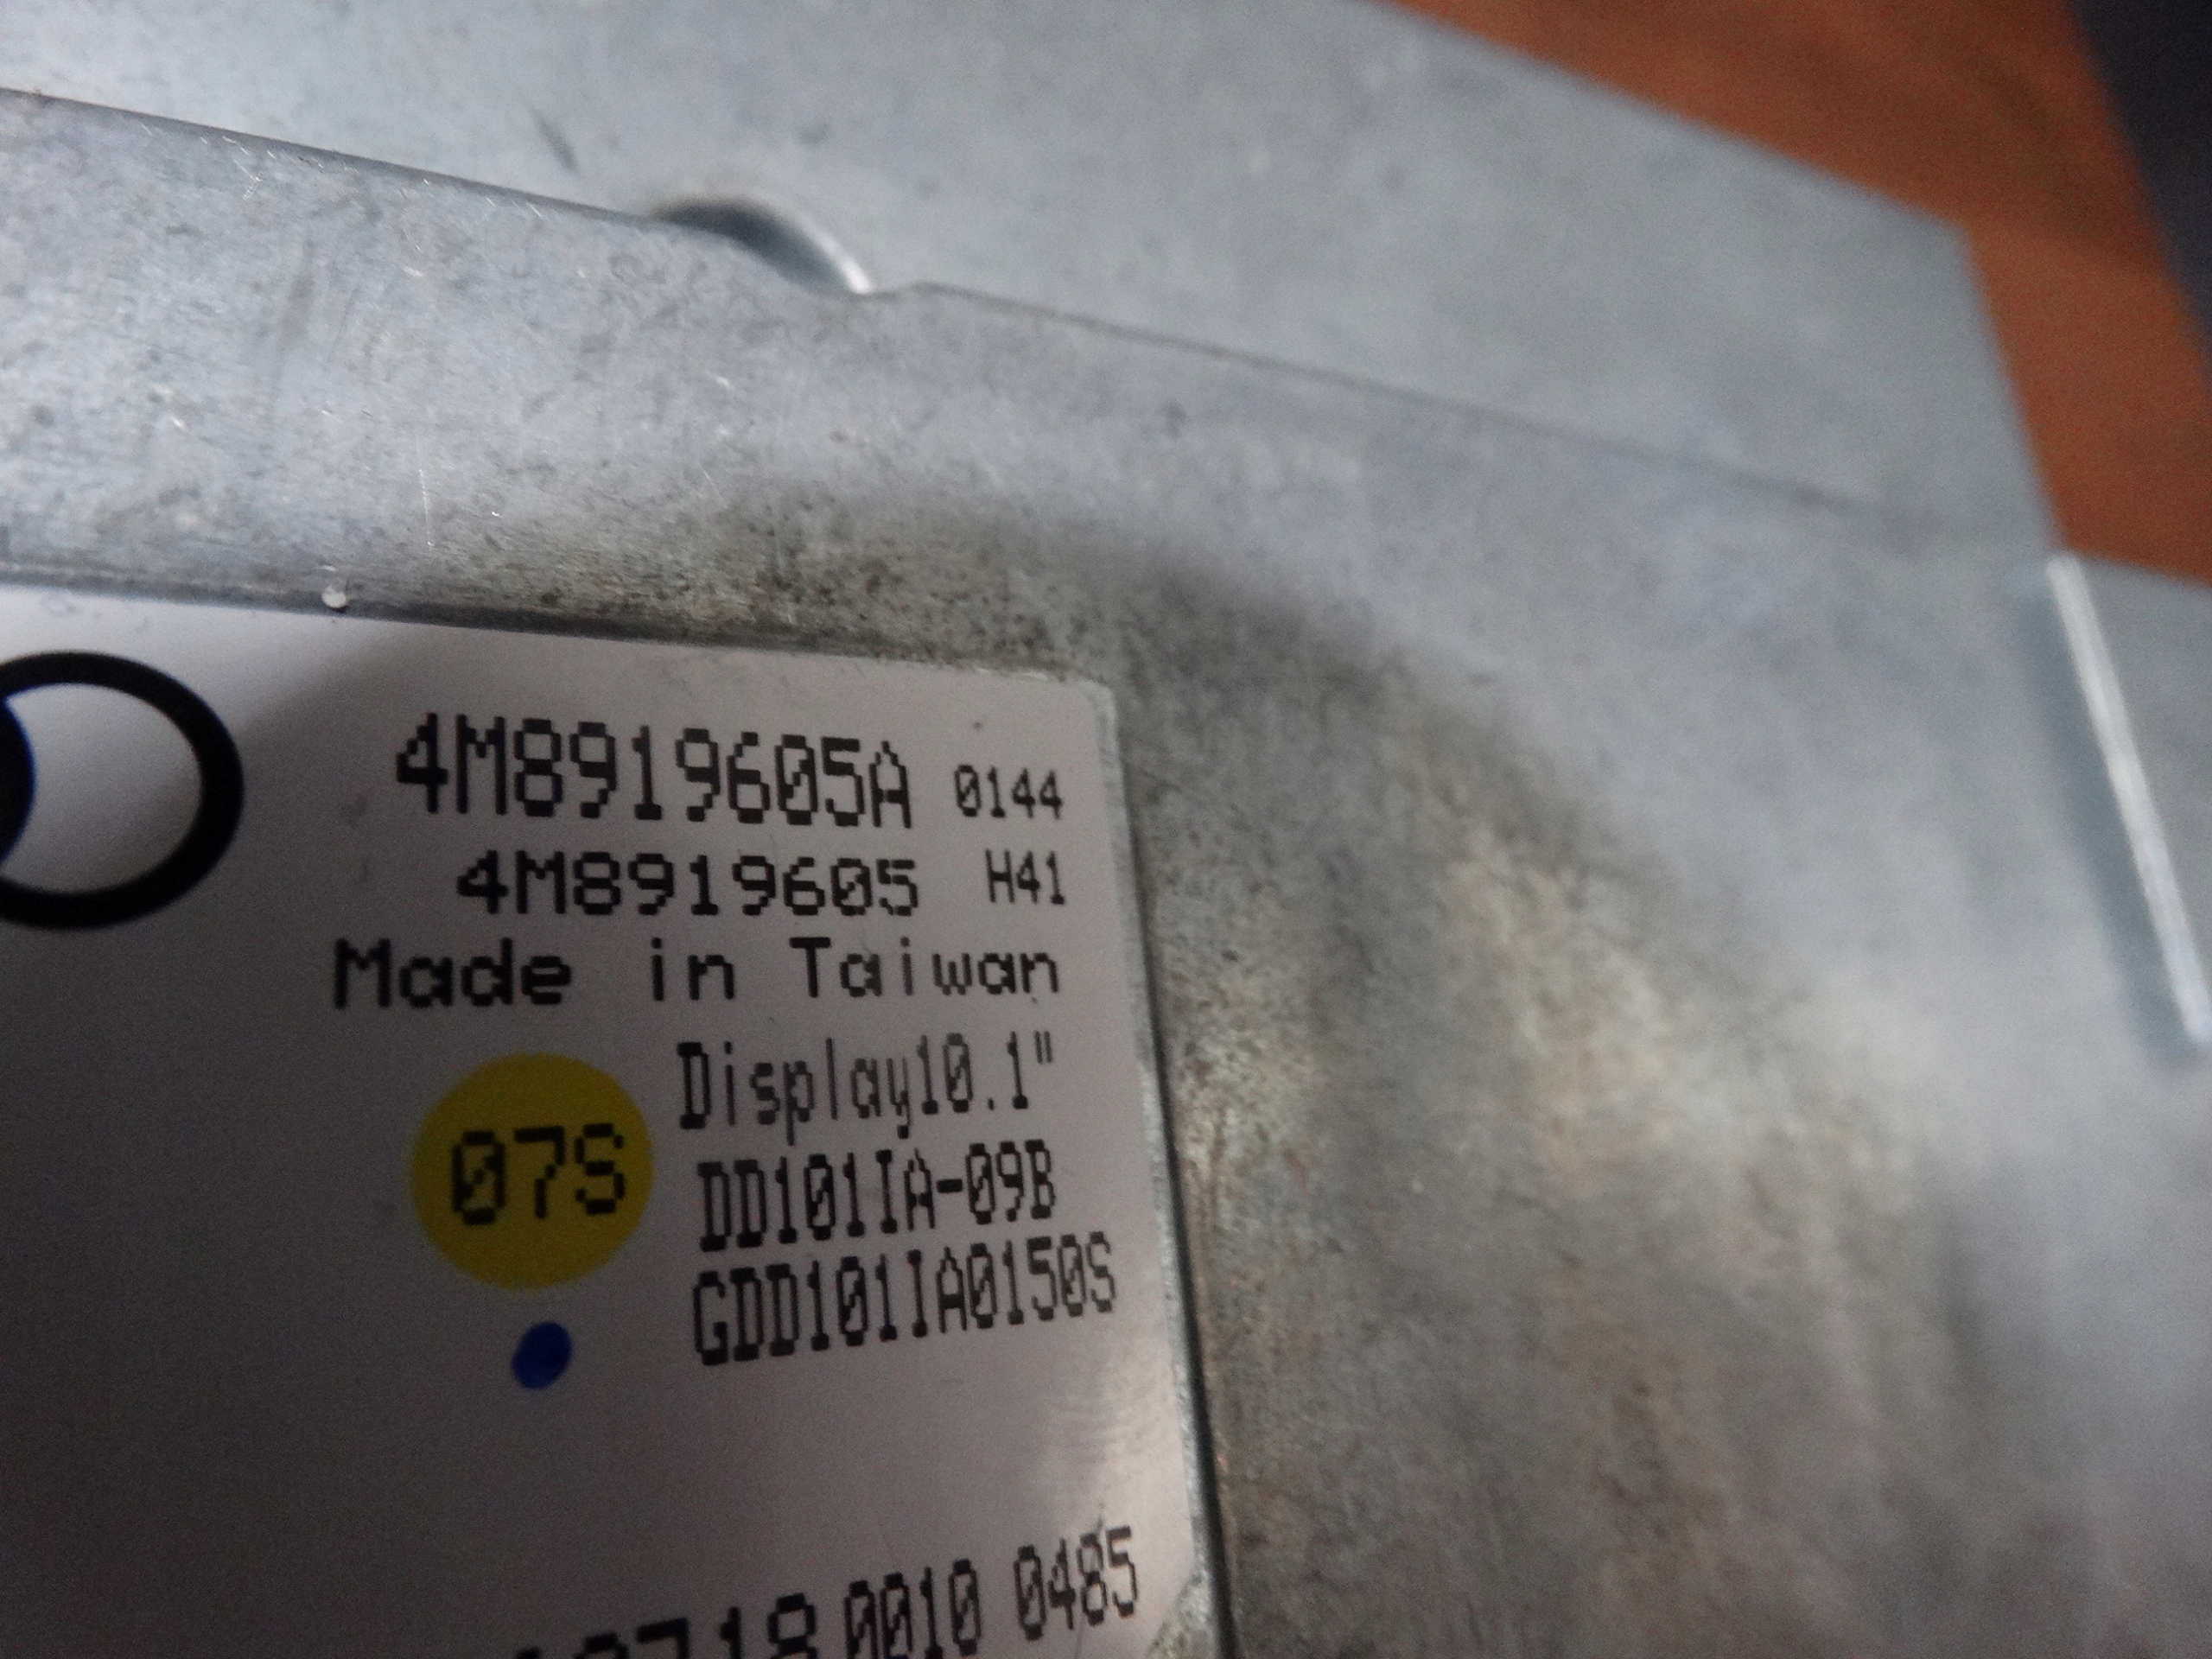 4M8919605A 0144
4M8919605 H41
Made in Taiwan
Display10.1"
07S
DD101IA-09B
GDD101IA0150S
0010 0485